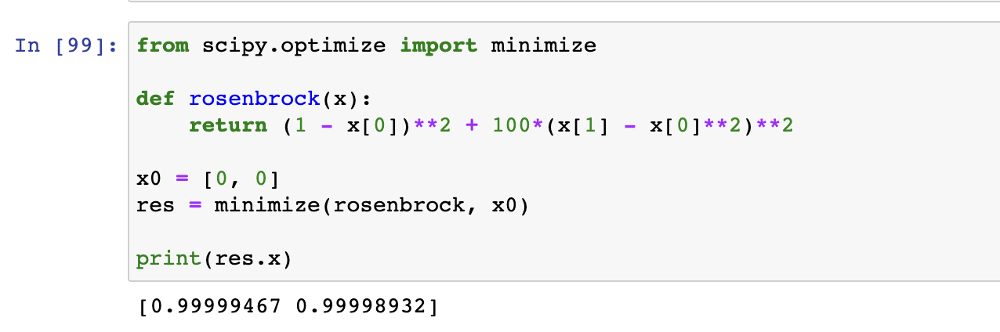 In [99]:
from scipy.optimize import minimize
def rosenbrock(x):
    return (1 - x[0])**2 + 100*(x[1] - x[0]**2)**2
x0 = [0, 0]
res = minimize(rosenbrock, x0)
print(res.x)
[0.99999467 0.99998932]